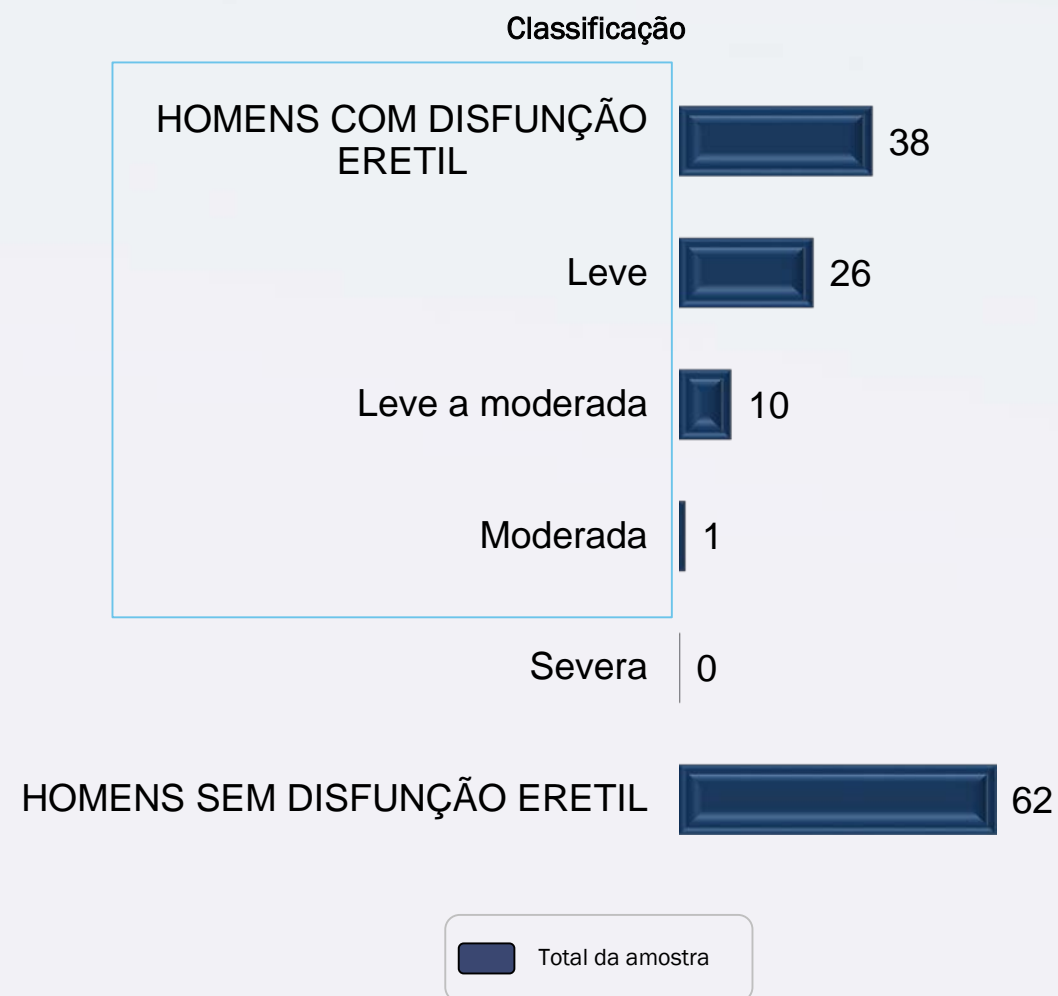 Classificação
HOMENS COM DISFUNÇÃO
ERETIL
38
Leve
26
Leve a moderada
10
Moderada
1
Severa
0
HOMENS SEM DISFUNÇÃO ERETIL
62
Total da amostra